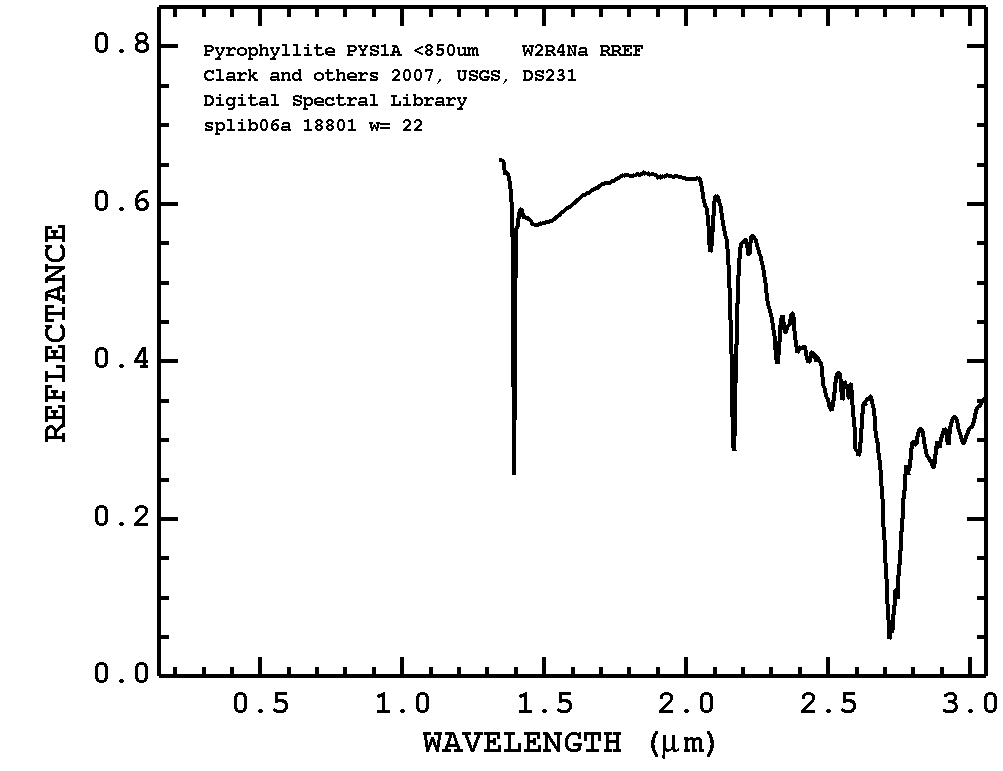 Pyrophyllite PYS1A <850um W2R4Na RREF
Clark and others 2007, USGS, DS231
Digital Spectral Library
splib06a 18801 w= 22
0.8
0.6
0.4
0.2
0.0
REFLECTANCE
0.5 1.0 1.5 2.0 2.5 3.0
WAVELENGTH (μm)